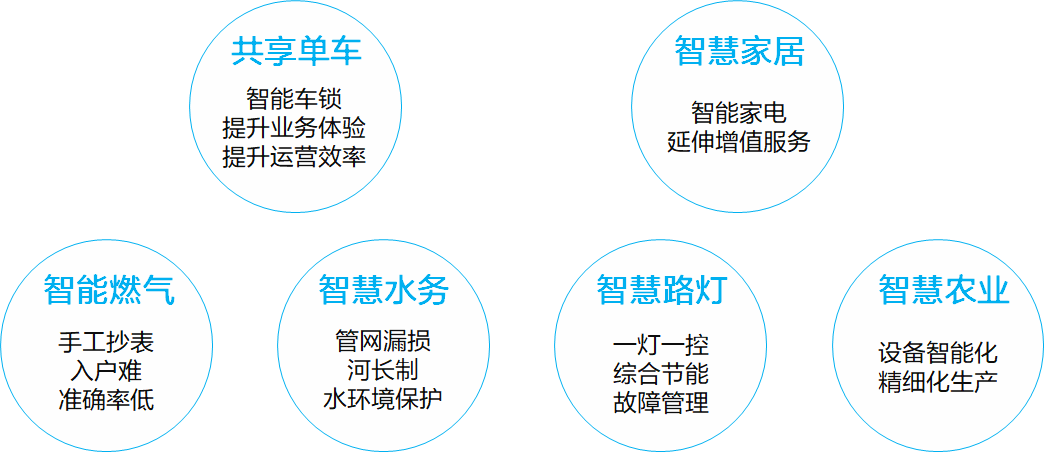 共享单车
智能车锁
提升业务体验
提升运营效率
智慧家居
智能家电
延伸增值服务
智能燃气
手工抄表
入户难
准确率低
智慧水务
管网漏损
河长制
水环境保护
智慧路灯
一灯一控
综合节能
故障管理
智慧农业
设备智能化
精细化生产